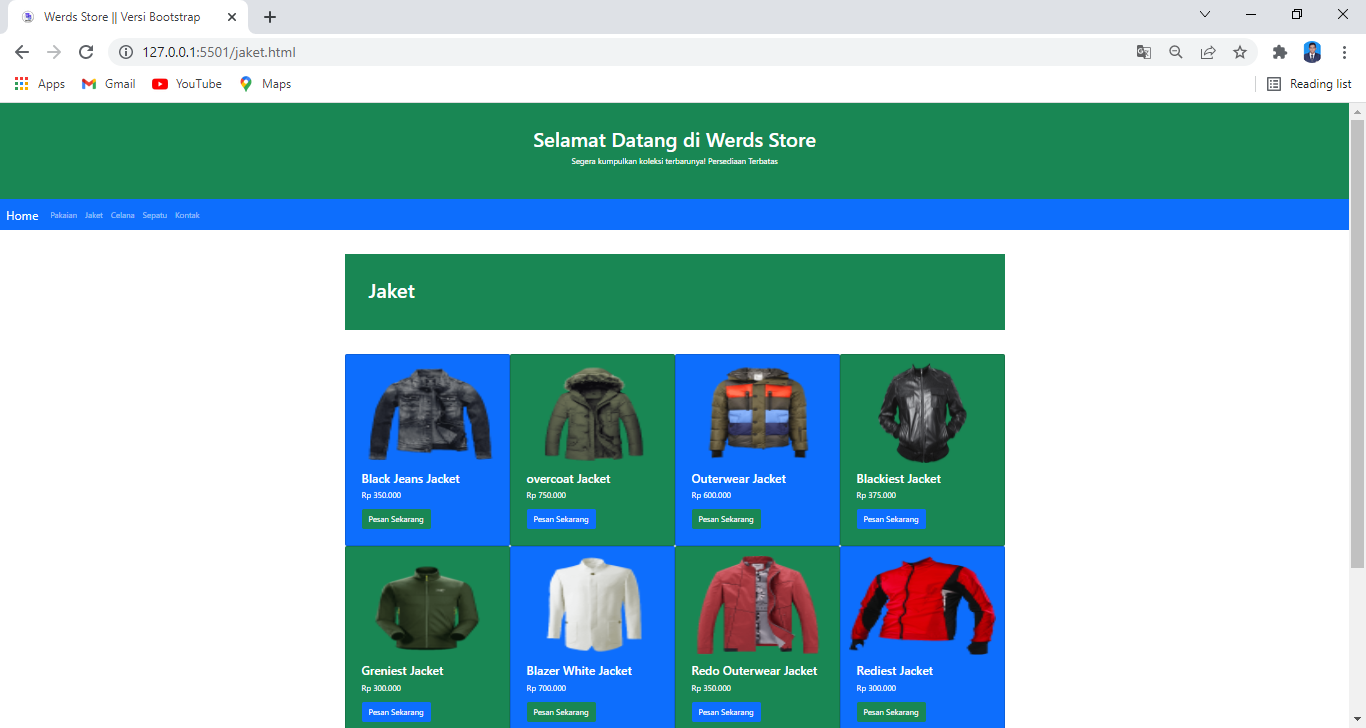 Werds Store || Versi Bootstrap
127.0.0.1:5501/jaket.html
Apps Gmail YouTube Maps Reading list
Selamat Datang di Werds Store
Segera kumpulkan koleksi terbarunya! Persediaan Terbatas
Home Pakaian Jaket Celana Sepatu Kontak
Jaket
Black Jeans Jacket
Rp 350.000
Pesan Sekarang
overcoat Jacket
Rp 750.000
Pesan Sekarang
Outerwear Jacket
Rp 600.000
Pesan Sekarang
Blackiest Jacket
Rp 375.000
Pesan Sekarang
Greniest Jacket
Rp 300.000
Pesan Sekarang
Blazer White Jacket
Rp 700.000
Pesan Sekarang
Redo Outerwear Jacket
Rp 350.000
Pesan Sekarang
Rediest Jacket
Rp 300.000
Pesan Sekarang